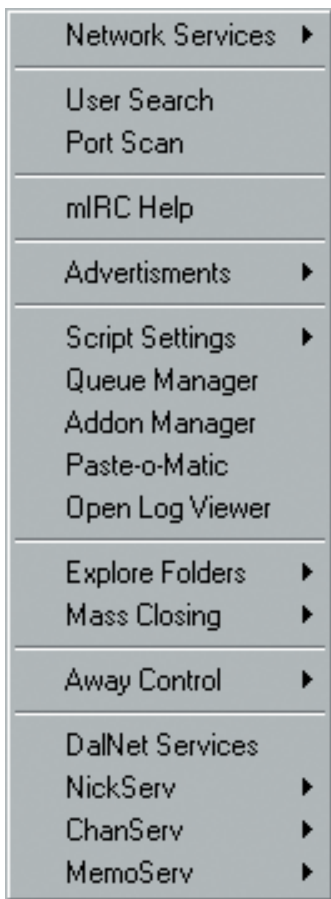 Network Services
User Search
Port Scan
mIRC Help
Advertisments
Script Settings
Queue Manager
Addon Manager
Paste-o-Matic
Open Log Viewer
Explore Folders
Mass Closing
Away Control
DalNet Services
NickServ
ChanServ
MemoServ